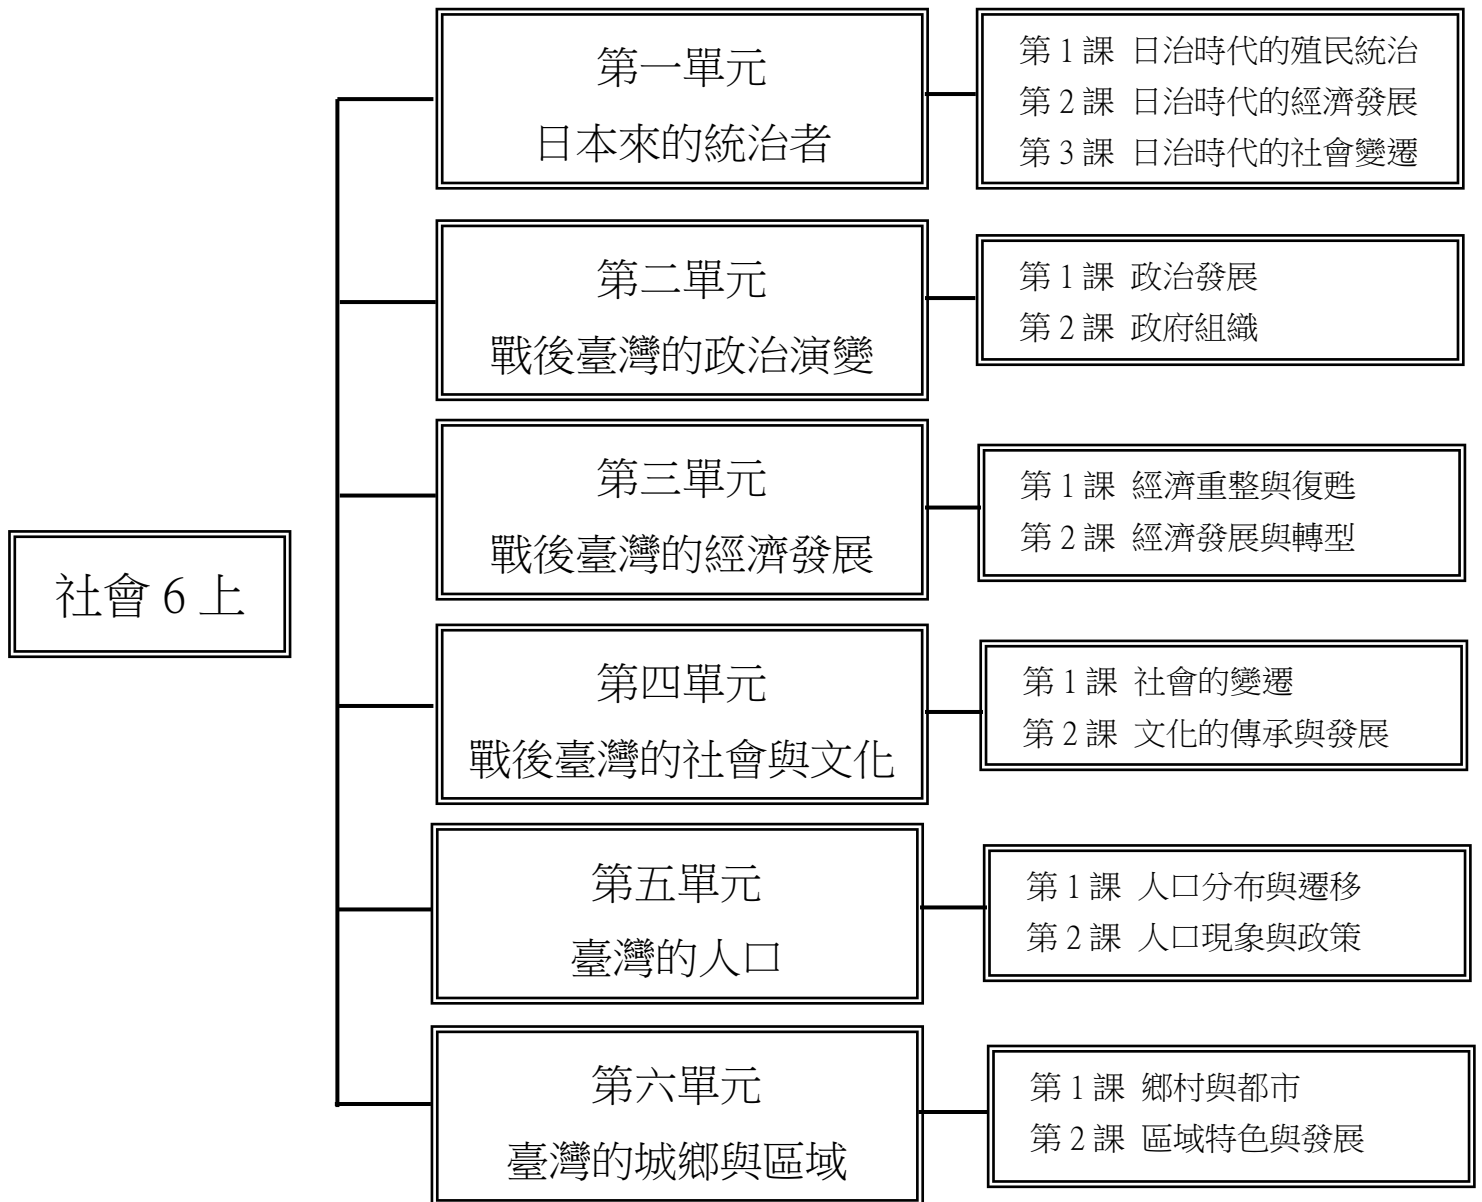 社會 6 上
第一單元
日本來的統治者
第 1 課 日治時代的殖民統治
第 2 課 日治時代的經濟發展
第 3 課 日治時代的社會變遷
第二單元
戰後臺灣的政治演變
第 1 課 政治發展
第 2 課 政府組織
第三單元
戰後臺灣的經濟發展
第 1 課 經濟重整與復甦
第 2 課 經濟發展與轉型
第四單元
戰後臺灣的社會與文化
第 1 課 社會的變遷
第 2 課 文化的傳承與發展
第五單元
臺灣的人口
第 1 課 人口分布與遷移
第 2 課 人口現象與政策
第六單元
臺灣的城鄉與區域
第 1 課 鄉村與都市
第 2 課 區域特色與發展